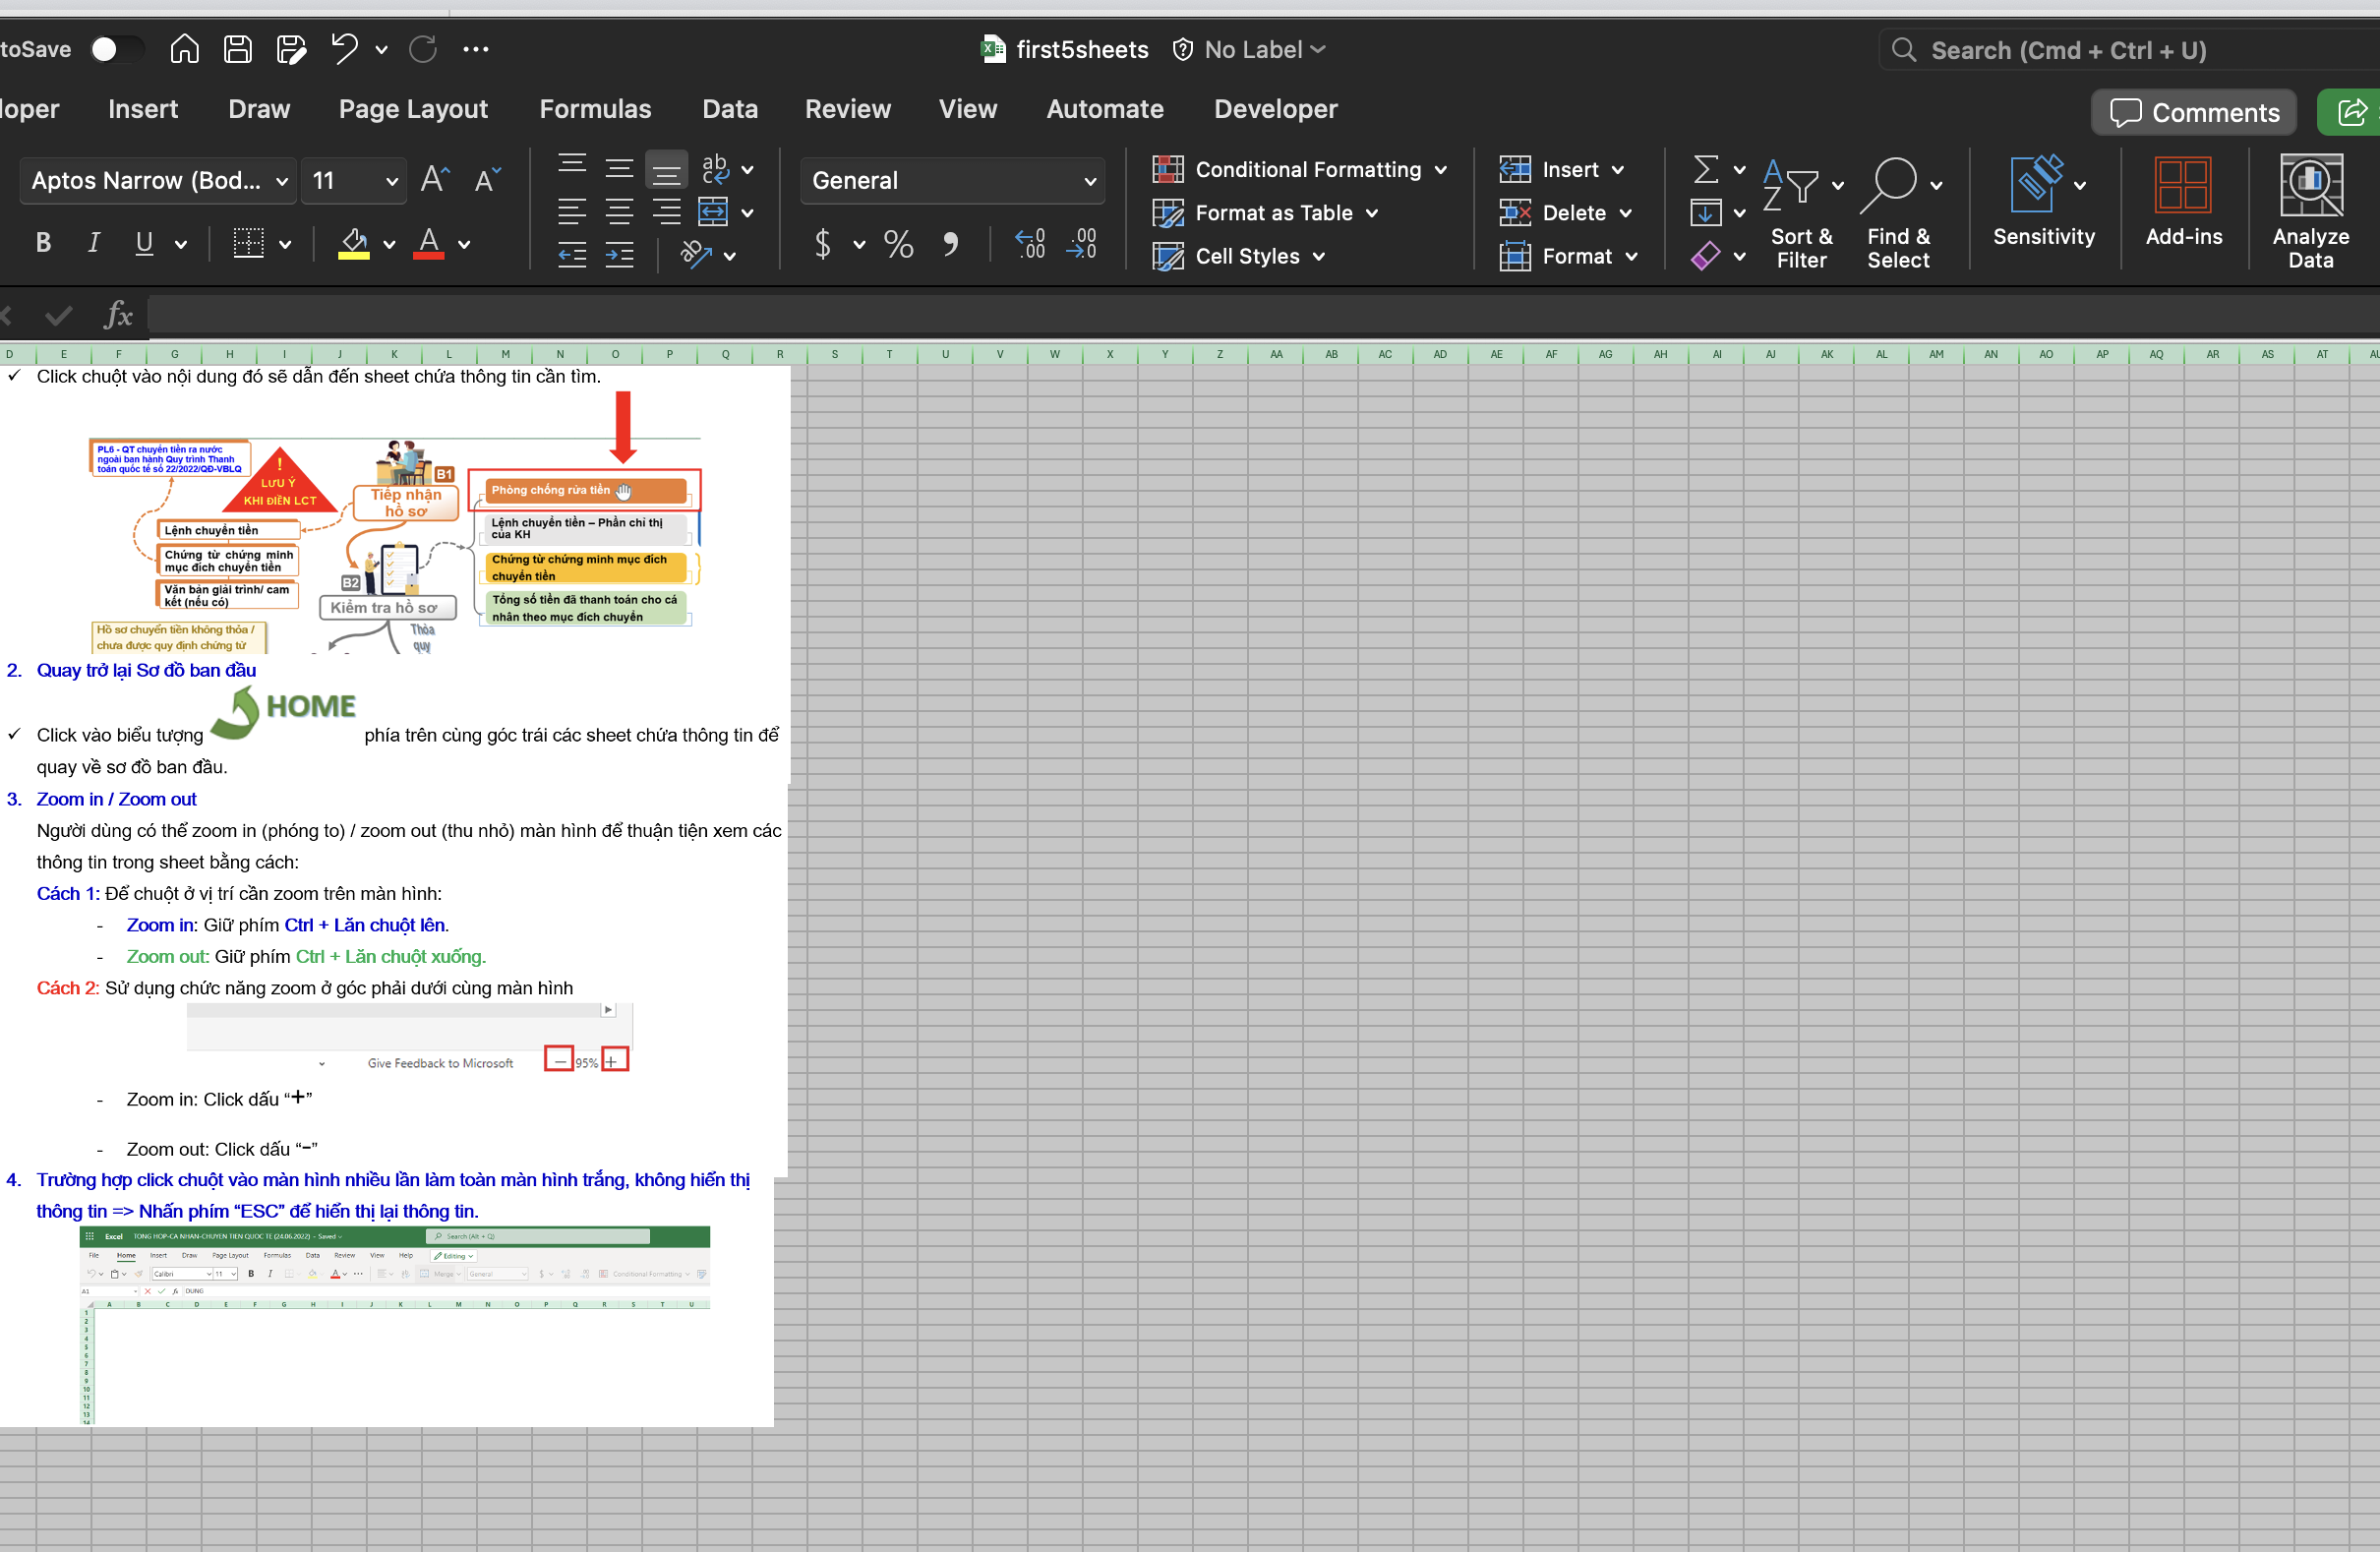 toSave
first5sheets
No Label
Search (Cmd + Ctrl + U)
Insert
Draw
Page Layout
Formulas
Data
Review
View
Automate
Developer
Comments
Aptos Narrow (Bod...
11
General
Conditional Formatting
Insert
Format as Table
Delete
Cell Styles
Format
Sort & Filter
Find & Select
Sensitivity
Add-ins
Analyze Data
B I U
$ % 9
fx
D E F G H I J K L M N O P Q R S T U V W X Y Z AA AB AC AD AE AF AG AH AI AJ AK AL AM AN AO AP AQ AR AS AT
✓ Click chuột vào nội dung đó sẽ dẫn đến sheet chứa thông tin cần tìm.
PL6 - QT chuyển tiền ra nước
ngoài ban hành Quy trình Thanh
toán quốc tế số 22/2022/QĐ-VBLQ
!
LƯU Ý
KHI ĐIỀN LCT
B1
Tiếp nhận
hồ sơ
Phòng chống rửa tiền
Lệnh chuyển tiền – Phần chỉ thị
của KH
Chứng từ chứng minh mục đích
chuyển tiền
Tổng số tiền đã thanh toán cho cá
nhân theo mục đích chuyển
Lệnh chuyển tiền
Chứng từ chứng minh
mục đích chuyển tiền
Văn bản giải trình/ cam
kết (nếu có)
B2
Kiểm tra hồ sơ
Thỏa
quy
Hồ sơ chuyển tiền không thỏa /
chưa được quy định chứng từ
2. Quay trở lại Sơ đồ ban đầu
HOME
✓ Click vào biểu tượng phía trên cùng góc trái các sheet chứa thông tin để
quay về sơ đồ ban đầu.
3. Zoom in / Zoom out
Người dùng có thể zoom in (phóng to) / zoom out (thu nhỏ) màn hình để thuận tiện xem các
thông tin trong sheet bằng cách:
Cách 1: Để chuột ở vị trí cần zoom trên màn hình:
- Zoom in: Giữ phím Ctrl + Lăn chuột lên.
- Zoom out: Giữ phím Ctrl + Lăn chuột xuống.
Cách 2: Sử dụng chức năng zoom ở góc phải dưới cùng màn hình
Give Feedback to Microsoft − 95% +
- Zoom in: Click dấu “+”
- Zoom out: Click dấu “-”
4. Trường hợp click chuột vào màn hình nhiều lần làm toàn màn hình trắng, không hiển thị
thông tin => Nhấn phím “ESC” để hiển thị lại thông tin.
Excel TONG HOP-CA NHAN-CHUYEN TIEN QUOC TE (24.06.2022) - Saved
Search (Alt + Q)
File Home Insert Draw Page Layout Formulas Data Review View Help Editing
Calibri 11 B I A Merge General $ Conditional Formatting
A1 fx DUNG
A B C D E F G H I J K L M N O P Q R S T U
1
2
3
4
5
6
7
8
9
10
11
12
13
14